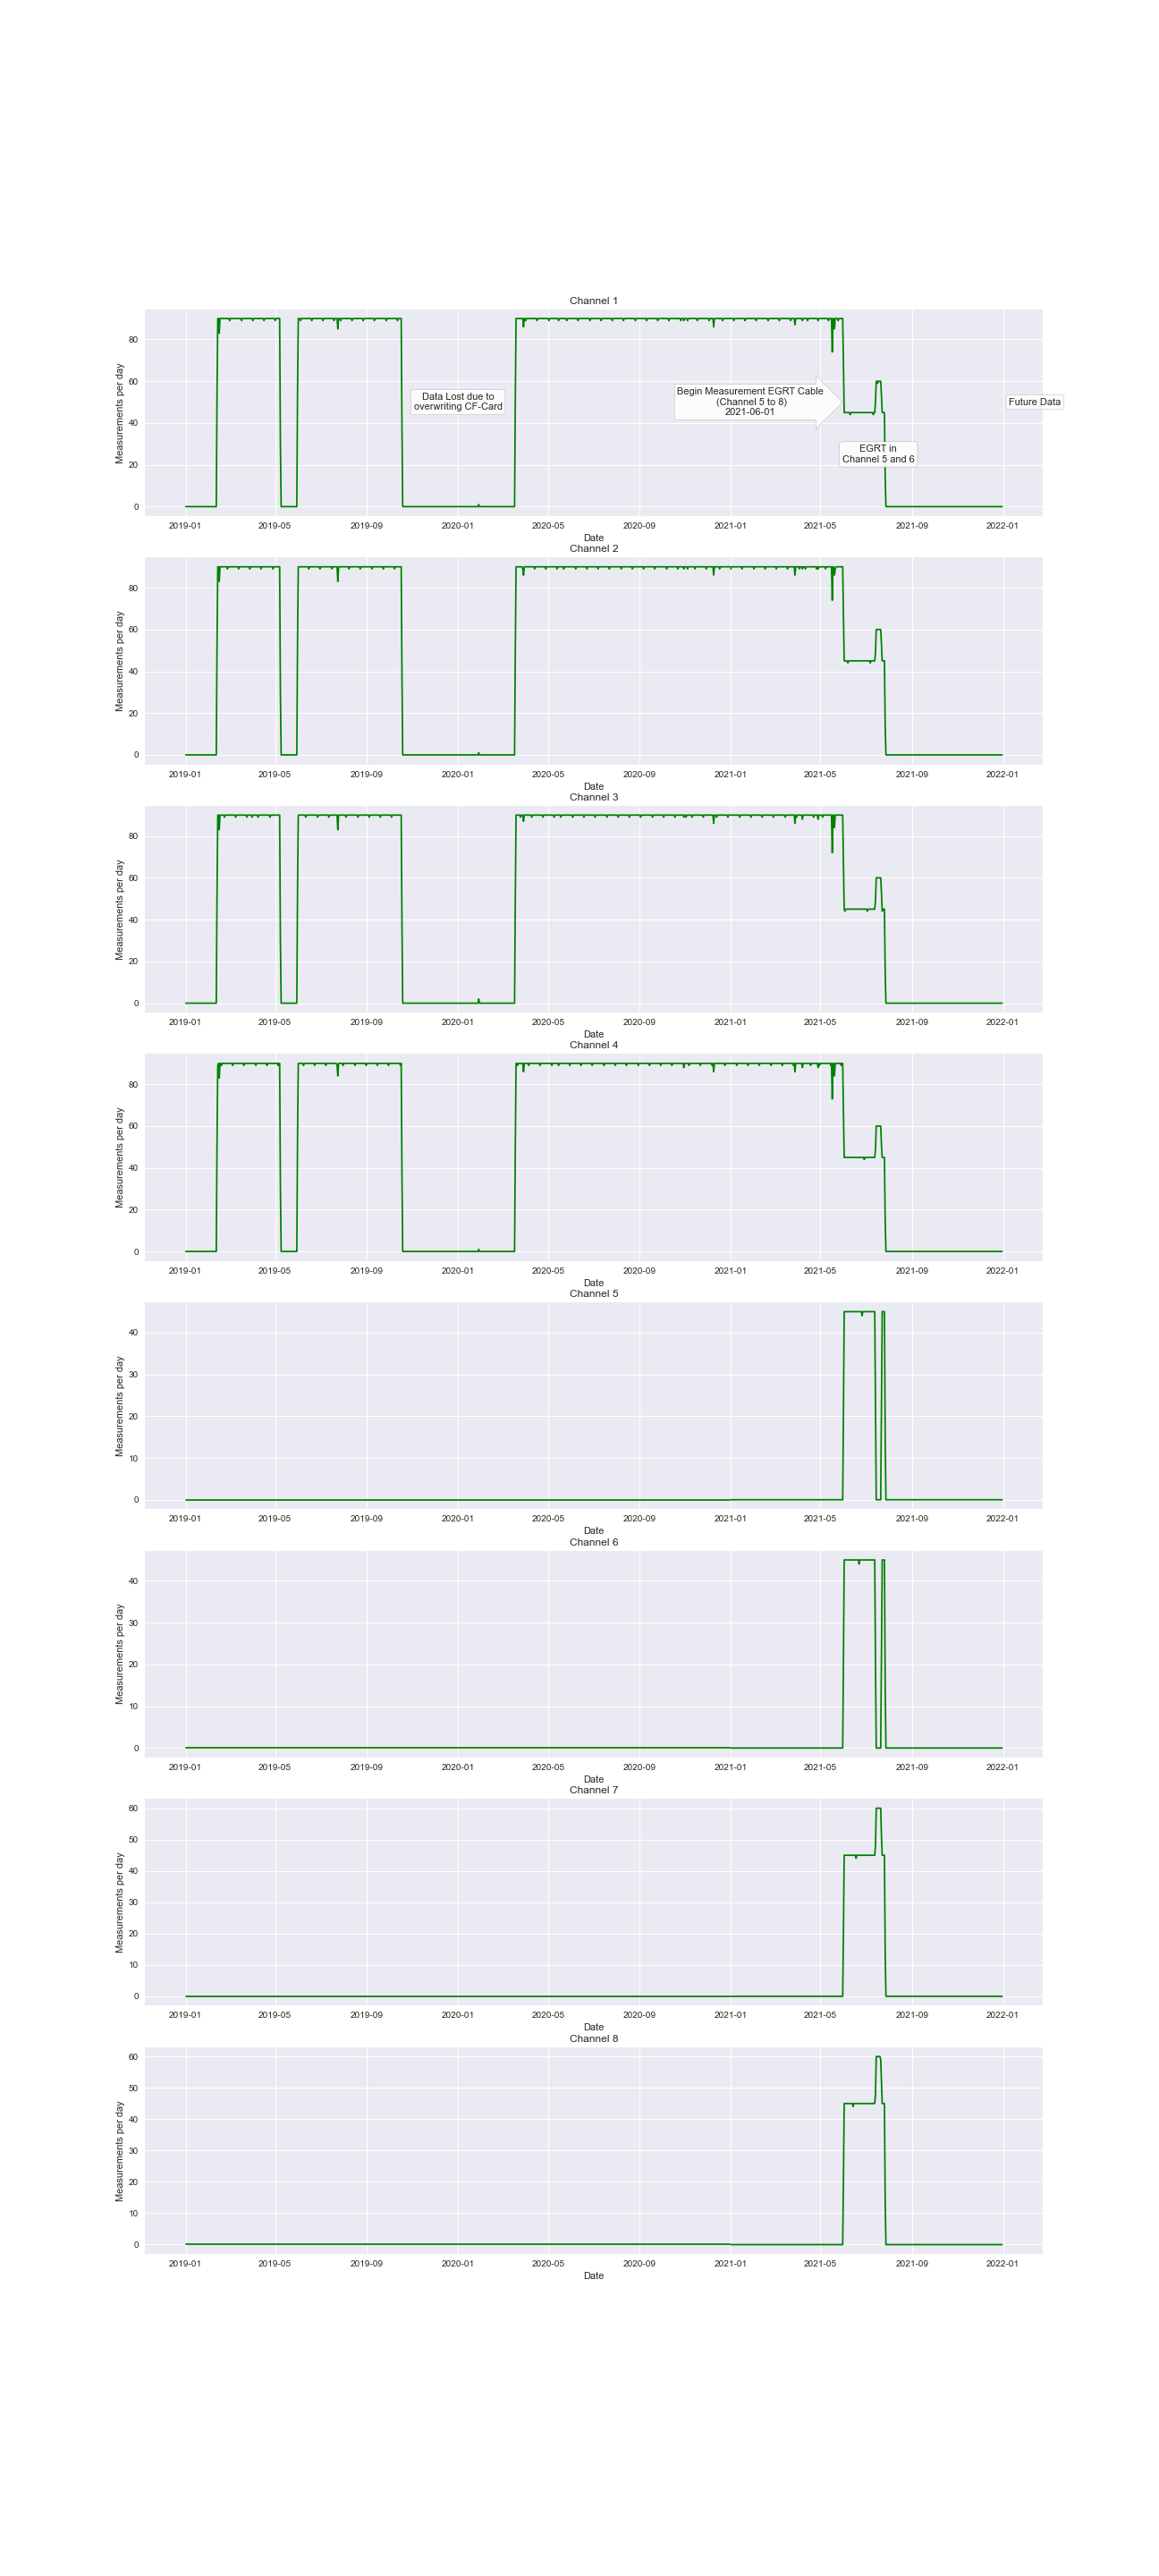 Channel 1
Measurements per day
80
60
40
20
0
Data Lost due to
overwriting CF-Card
Begin Measurement EGRT Cable
(Channel 5 to 8)
2021-06-01
Future Data
EGRT in
Channel 5 and 6
2019-01 2019-05 2019-09 2020-01 2020-05 2020-09 2021-01 2021-05 2021-09 2022-01
Date
Channel 2
Measurements per day
80
60
40
20
0
2019-01 2019-05 2019-09 2020-01 2020-05 2020-09 2021-01 2021-05 2021-09 2022-01
Date
Channel 3
Measurements per day
80
60
40
20
0
2019-01 2019-05 2019-09 2020-01 2020-05 2020-09 2021-01 2021-05 2021-09 2022-01
Date
Channel 4
Measurements per day
80
60
40
20
0
2019-01 2019-05 2019-09 2020-01 2020-05 2020-09 2021-01 2021-05 2021-09 2022-01
Date
Channel 5
Measurements per day
40
30
20
10
0
2019-01 2019-05 2019-09 2020-01 2020-05 2020-09 2021-01 2021-05 2021-09 2022-01
Date
Channel 6
Measurements per day
40
30
20
10
0
2019-01 2019-05 2019-09 2020-01 2020-05 2020-09 2021-01 2021-05 2021-09 2022-01
Date
Channel 7
Measurements per day
60
50
40
30
20
10
0
2019-01 2019-05 2019-09 2020-01 2020-05 2020-09 2021-01 2021-05 2021-09 2022-01
Date
Channel 8
Measurements per day
60
50
40
30
20
10
0
2019-01 2019-05 2019-09 2020-01 2020-05 2020-09 2021-01 2021-05 2021-09 2022-01
Date